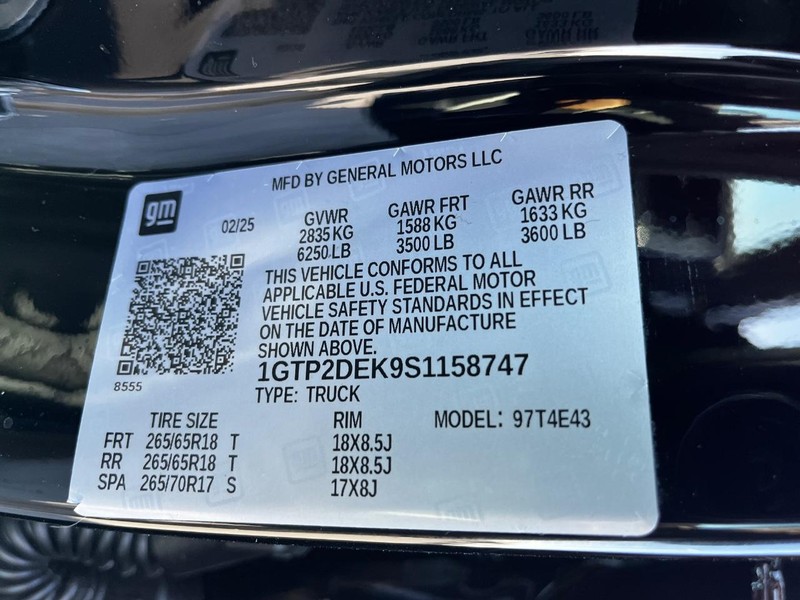 MFD BY GENERAL MOTORS LLC
gm
02/25
GVWR
2835 KG
6250 LB
GAWR FRT
1588 KG
3500 LB
GAWR RR
1633 KG
3600 LB
THIS VEHICLE CONFORMS TO ALL
APPLICABLE U.S. FEDERAL MOTOR
VEHICLE SAFETY STANDARDS IN EFFECT
ON THE DATE OF MANUFACTURE
SHOWN ABOVE.
8555
1GTP2DEK9S1158747
TYPE: TRUCK
TIRE SIZE RIM MODEL: 97T4E43
FRT 265/65R18 T 18X8.5J
RR 265/65R18 T 18X8.5J
SPA 265/70R17 S 17X8J